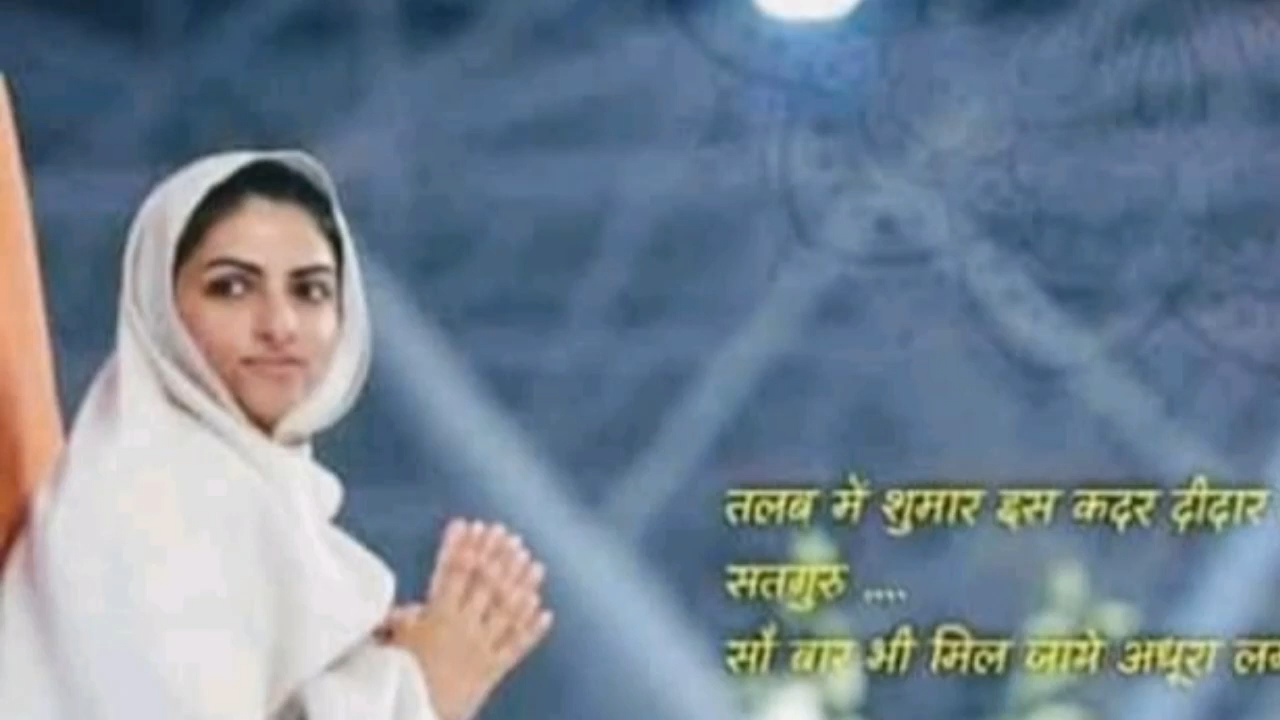 तलब में शुमार इस कदर दीदार
सतगुरु ....
सौ बार भी मिल जामे अधूरा